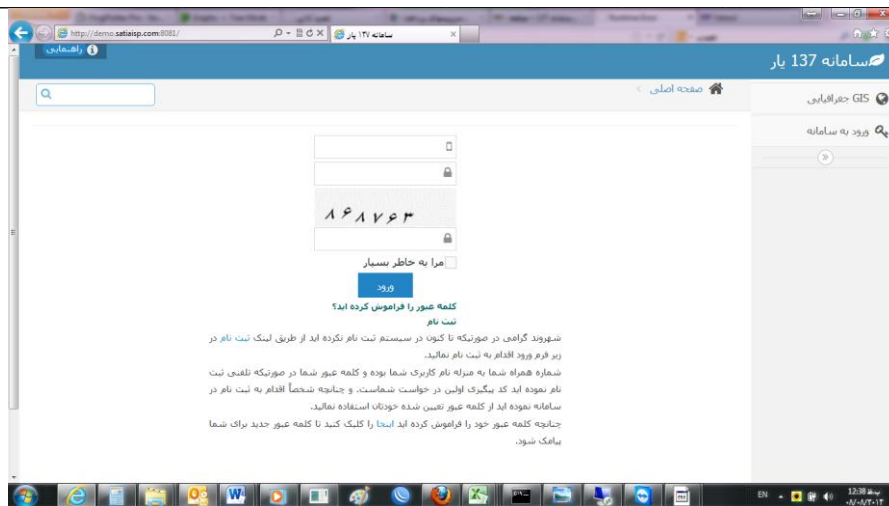 http://demo.satiaisp.com:8081/
سامانه ۱۳۷ یار
سامانه 137 یار
راهنمایی
صفحه اصلی
GIS جغرافیایی
ورود به سامانه
۸۶۸۷۶۳
مرا به خاطر بسپار
ورود
کلمه عبور را فراموش کرده اید؟
ثبت نام
شهروند گرامی در صورتیکه تا کنون در سیستم ثبت نام نکرده اید از طریق لینک ثبت نام در
زیر فرم ورود اقدام به ثبت نام نمائید.
شماره همراه شما به منزله نام کاربری شما بوده و کلمه عبور شما در صورتیکه تلفنی ثبت
نام نموده اید کد پیگیری اولین در خواست شماست. و چنانچه شخصاً اقدام به ثبت نام در
سامانه نموده اید از کلمه عبور تعیین شده خودتان استفاده نمائید.
چنانچه کلمه عبور خود را فراموش کرده اید اینجا را کلیک کنید تا کلمه عبور جدید برای شما
پیامک شود.
EN
12:38 ب.ظ